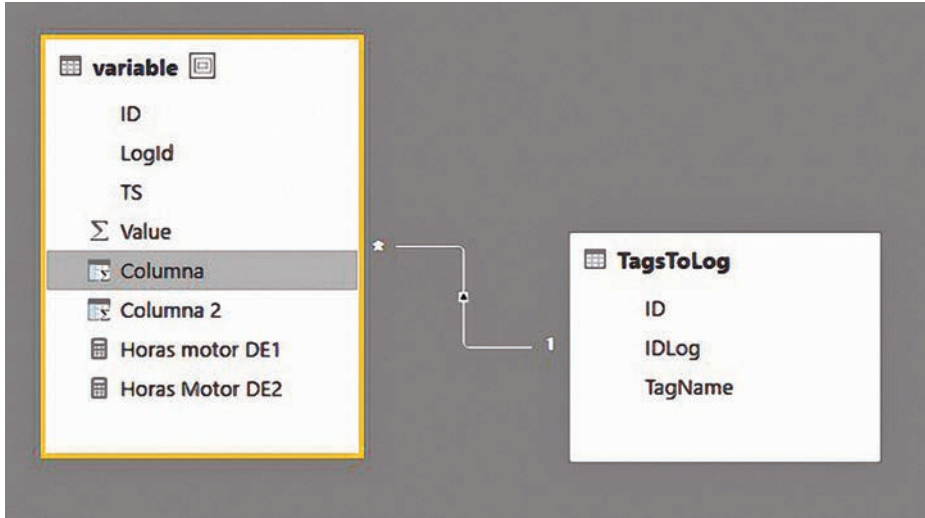 variable
ID
LogId
TS
Σ Value
Columna
Columna 2
Horas motor DE1
Horas Motor DE2
*
1
TagsToLog
ID
IDLog
TagName